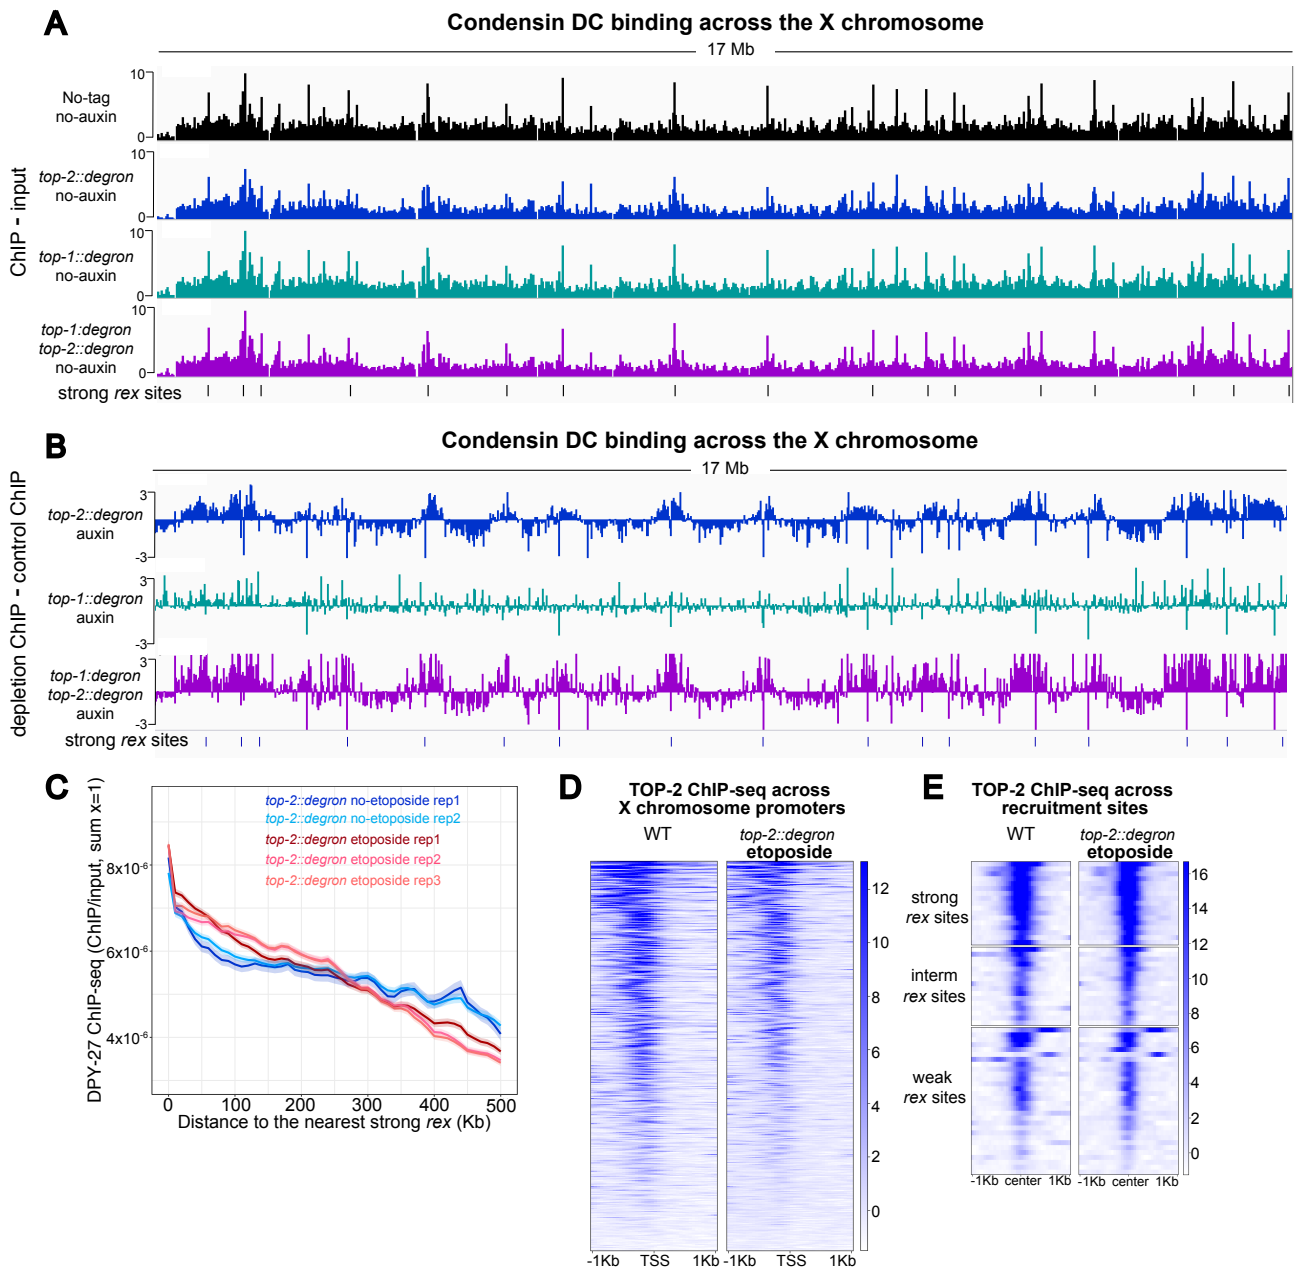 A
Condensin DC binding across the X chromosome
17 Mb
ChIP - input
10
0
No-tag
no-auxin
10
0
top-2::degron
no-auxin
10
0
top-1::degron
no-auxin
10
0
top-1:degron
top-2::degron
no-auxin
strong rex sites
B
Condensin DC binding across the X chromosome
17 Mb
depletion ChIP - control ChIP
3
-3
top-2::degron
auxin
3
-3
top-1::degron
auxin
3
-3
top-1:degron
top-2::degron
auxin
strong rex sites
C
DPY-27 ChIP-seq (ChIP/input, sum x=1)
top-2::degron no-etoposide rep1
top-2::degron no-etoposide rep2
top-2::degron etoposide rep1
top-2::degron etoposide rep2
top-2::degron etoposide rep3
8x10⁻⁶
6x10⁻⁶
4x10⁻⁶
0 100 200 300 400 500
Distance to the nearest strong rex (Kb)
D
TOP-2 ChIP-seq across
X chromosome promoters
WT
top-2::degron
etoposide
12
10
8
6
4
2
0
-1Kb TSS 1Kb -1Kb TSS 1Kb
E
TOP-2 ChIP-seq across
recruitment sites
WT
top-2::degron
etoposide
strong
rex sites
interm
rex sites
weak
rex sites
16
14
12
10
8
6
4
2
0
-1Kb center 1Kb -1Kb center 1Kb